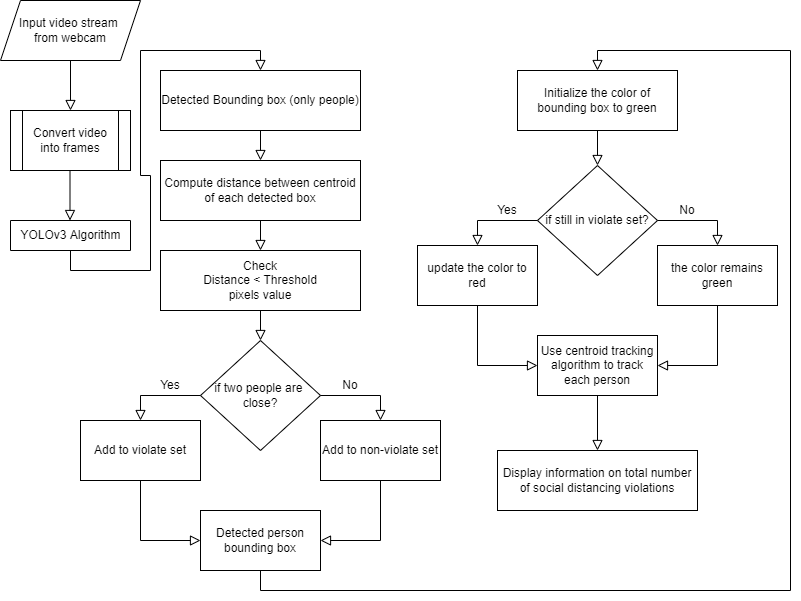 Input video stream
from webcam
Convert video
into frames
YOLOv3 Algorithm
Detected Bounding box (only people)
Compute distance between centroid
of each detected box
Check
Distance < Threshold
pixels value
if two people are
close?
Yes
No
Add to violate set
Add to non-violate set
Detected person
bounding box
Initialize the color of
bounding box to green
if still in violate set?
Yes
No
update the color to
red
the color remains
green
Use centroid tracking
algorithm to track
each person
Display information on total number
of social distancing violations